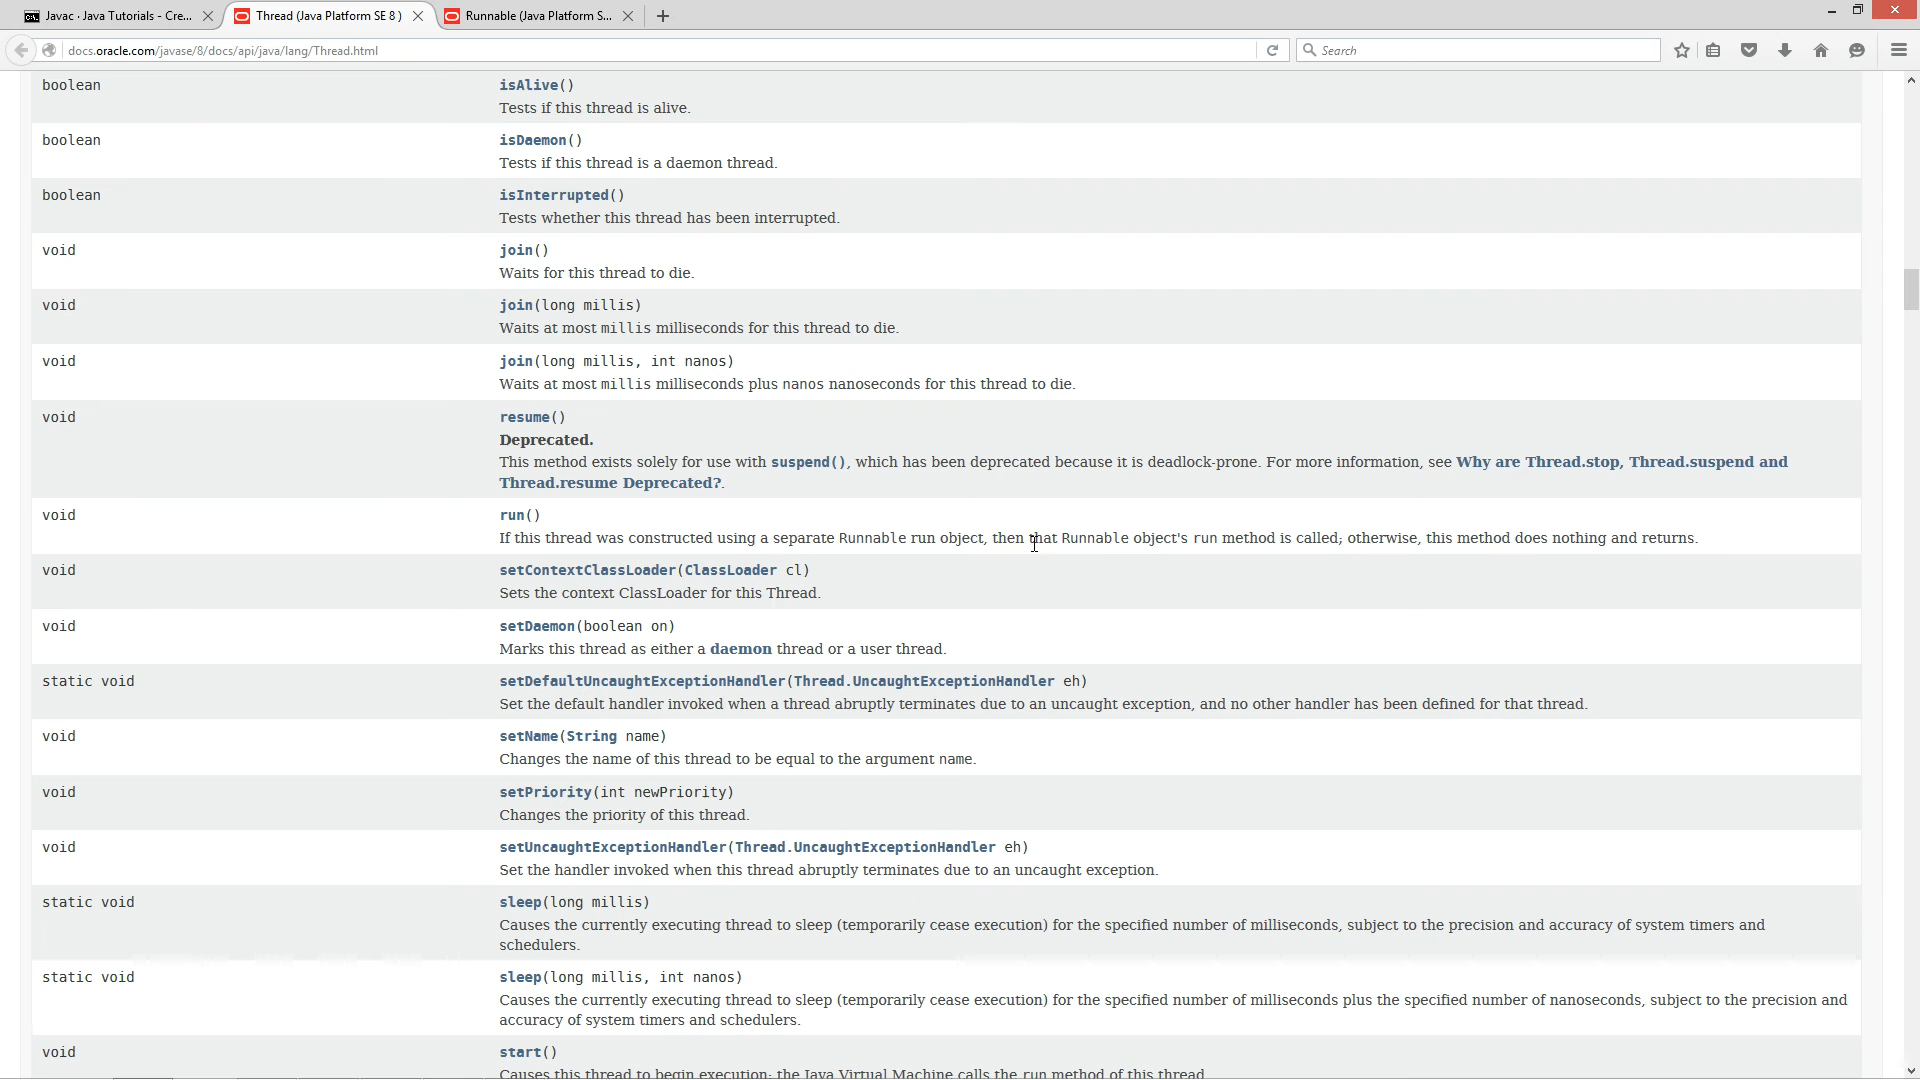 Javac · Java Tutorials - Cre...
Thread (Java Platform SE 8 )
Runnable (Java Platform S...
docs.oracle.com/javase/8/docs/api/java/lang/Thread.html
Search
boolean isAlive()
Tests if this thread is alive.
boolean isDaemon()
Tests if this thread is a daemon thread.
boolean isInterrupted()
Tests whether this thread has been interrupted.
void join()
Waits for this thread to die.
void join(long millis)
Waits at most millis milliseconds for this thread to die.
void join(long millis, int nanos)
Waits at most millis milliseconds plus nanos nanoseconds for this thread to die.
void resume()
Deprecated.
This method exists solely for use with suspend(), which has been deprecated because it is deadlock-prone. For more information, see Why are Thread.stop, Thread.suspend and
Thread.resume Deprecated?.
void run()
If this thread was constructed using a separate Runnable run object, then that Runnable object's run method is called; otherwise, this method does nothing and returns.
void setContextClassLoader(ClassLoader cl)
Sets the context ClassLoader for this Thread.
void setDaemon(boolean on)
Marks this thread as either a daemon thread or a user thread.
static void setDefaultUncaughtExceptionHandler(Thread.UncaughtExceptionHandler eh)
Set the default handler invoked when a thread abruptly terminates due to an uncaught exception, and no other handler has been defined for that thread.
void setName(String name)
Changes the name of this thread to be equal to the argument name.
void setPriority(int newPriority)
Changes the priority of this thread.
void setUncaughtExceptionHandler(Thread.UncaughtExceptionHandler eh)
Set the handler invoked when this thread abruptly terminates due to an uncaught exception.
static void sleep(long millis)
Causes the currently executing thread to sleep (temporarily cease execution) for the specified number of milliseconds, subject to the precision and accuracy of system timers and
schedulers.
static void sleep(long millis, int nanos)
Causes the currently executing thread to sleep (temporarily cease execution) for the specified number of milliseconds plus the specified number of nanoseconds, subject to the precision and
accuracy of system timers and schedulers.
void start()
Causes this thread to begin execution; the Java Virtual Machine calls the run method of this thread.